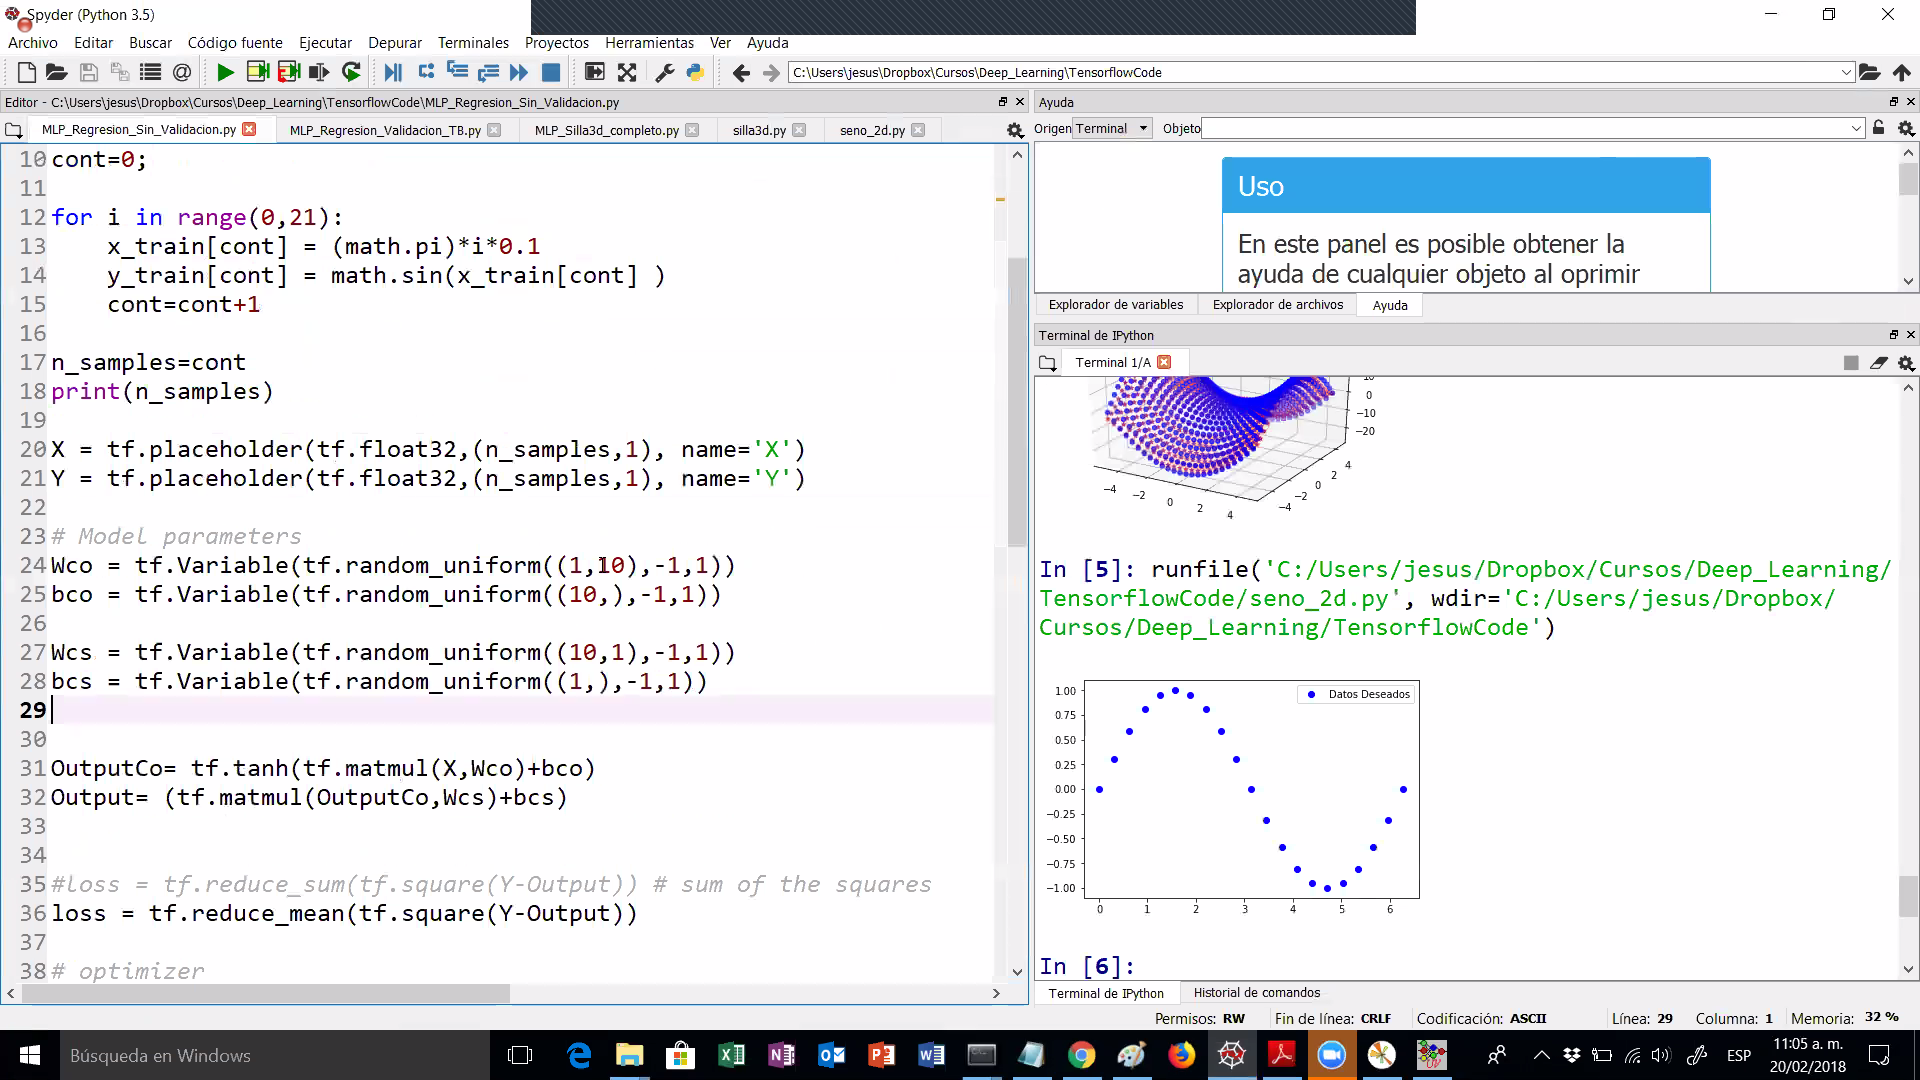 Spyder (Python 3.5)
Archivo Editar Buscar Código fuente Ejecutar Depurar Terminales Proyectos Herramientas Ver Ayuda
C:\Users\jesus\Dropbox\Cursos\Deep_Learning\TensorflowCode
Editor - C:\Users\jesus\Dropbox\Cursos\Deep_Learning\TensorflowCode\MLP_Regresion_Sin_Validacion.py
MLP_Regresion_Sin_Validacion.py MLP_Regresion_Validacion_TB.py MLP_Silla3d_completo.py silla3d.py seno_2d.py
10 cont=0;
11
12 for i in range(0,21):
13 x_train[cont] = (math.pi)*i*0.1
14 y_train[cont] = math.sin(x_train[cont] )
15 cont=cont+1
16
17 n_samples=cont
18 print(n_samples)
19
20 X = tf.placeholder(tf.float32,(n_samples,1), name='X')
21 Y = tf.placeholder(tf.float32,(n_samples,1), name='Y')
22
23 # Model parameters
24 Wco = tf.Variable(tf.random_uniform((1,10),-1,1))
25 bco = tf.Variable(tf.random_uniform((10,),-1,1))
26
27 Wcs = tf.Variable(tf.random_uniform((10,1),-1,1))
28 bcs = tf.Variable(tf.random_uniform((1,),-1,1))
29
30
31 OutputCo= tf.tanh(tf.matmul(X,Wco)+bco)
32 Output= (tf.matmul(OutputCo,Wcs)+bcs)
33
34
35 #loss = tf.reduce_sum(tf.square(Y-Output)) # sum of the squares
36 loss = tf.reduce_mean(tf.square(Y-Output))
37
38 # optimizer
Ayuda
Origen Terminal Objeto
Uso
En este panel es posible obtener la
ayuda de cualquier objeto al oprimir
Explorador de variables Explorador de archivos Ayuda
Terminal de IPython
Terminal 1/A
10
0
−10
−20
−4 −2 0 2 4
−4 −2 0 2 4
In [5]: runfile('C:/Users/jesus/Dropbox/Cursos/Deep_Learning/
TensorflowCode/seno_2d.py', wdir='C:/Users/jesus/Dropbox/
Cursos/Deep_Learning/TensorflowCode')
Datos Deseados
1.00
0.75
0.50
0.25
0.00
−0.25
−0.50
−0.75
−1.00
0 1 2 3 4 5 6
In [6]:
Terminal de IPython Historial de comandos
Permisos: RW Fin de línea: CRLF Codificación: ASCII Línea: 29 Columna: 1 Memoria: 32 %
Búsqueda en Windows
ESP
11:05 a. m.
20/02/2018